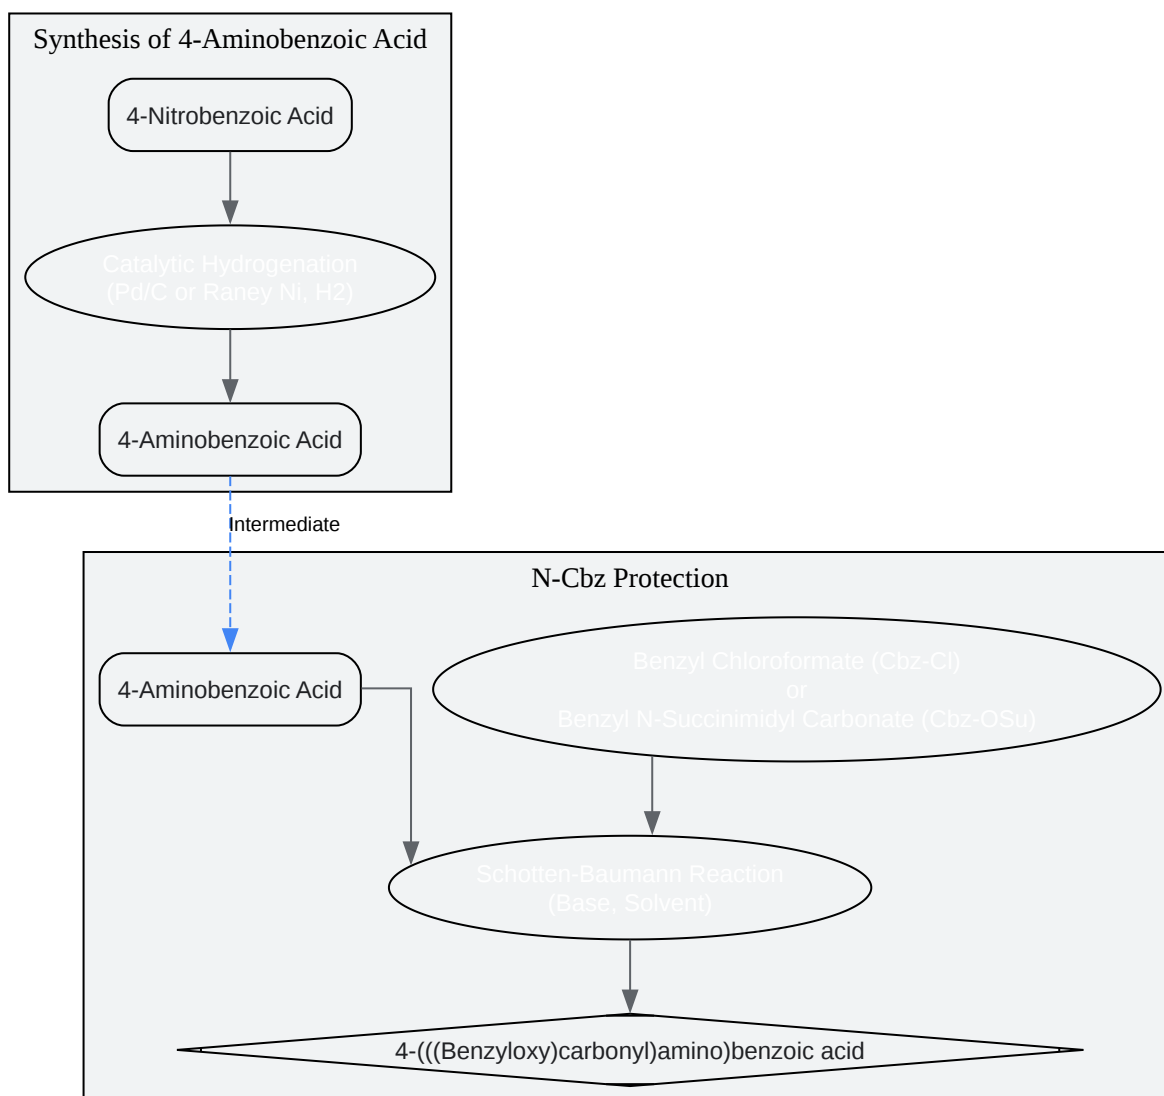 Synthesis of 4-Aminobenzoic Acid
4-Nitrobenzoic Acid
Catalytic Hydrogenation
(Pd/C or Raney Ni, H2)
4-Aminobenzoic Acid
Intermediate
N-Cbz Protection
4-Aminobenzoic Acid
Benzyl Chloroformate (Cbz-Cl)
or
Benzyl N-Succinimidyl Carbonate (Cbz-OSu)
Schotten-Baumann Reaction
(Base, Solvent)
4-(((Benzyloxy)carbonyl)amino)benzoic acid